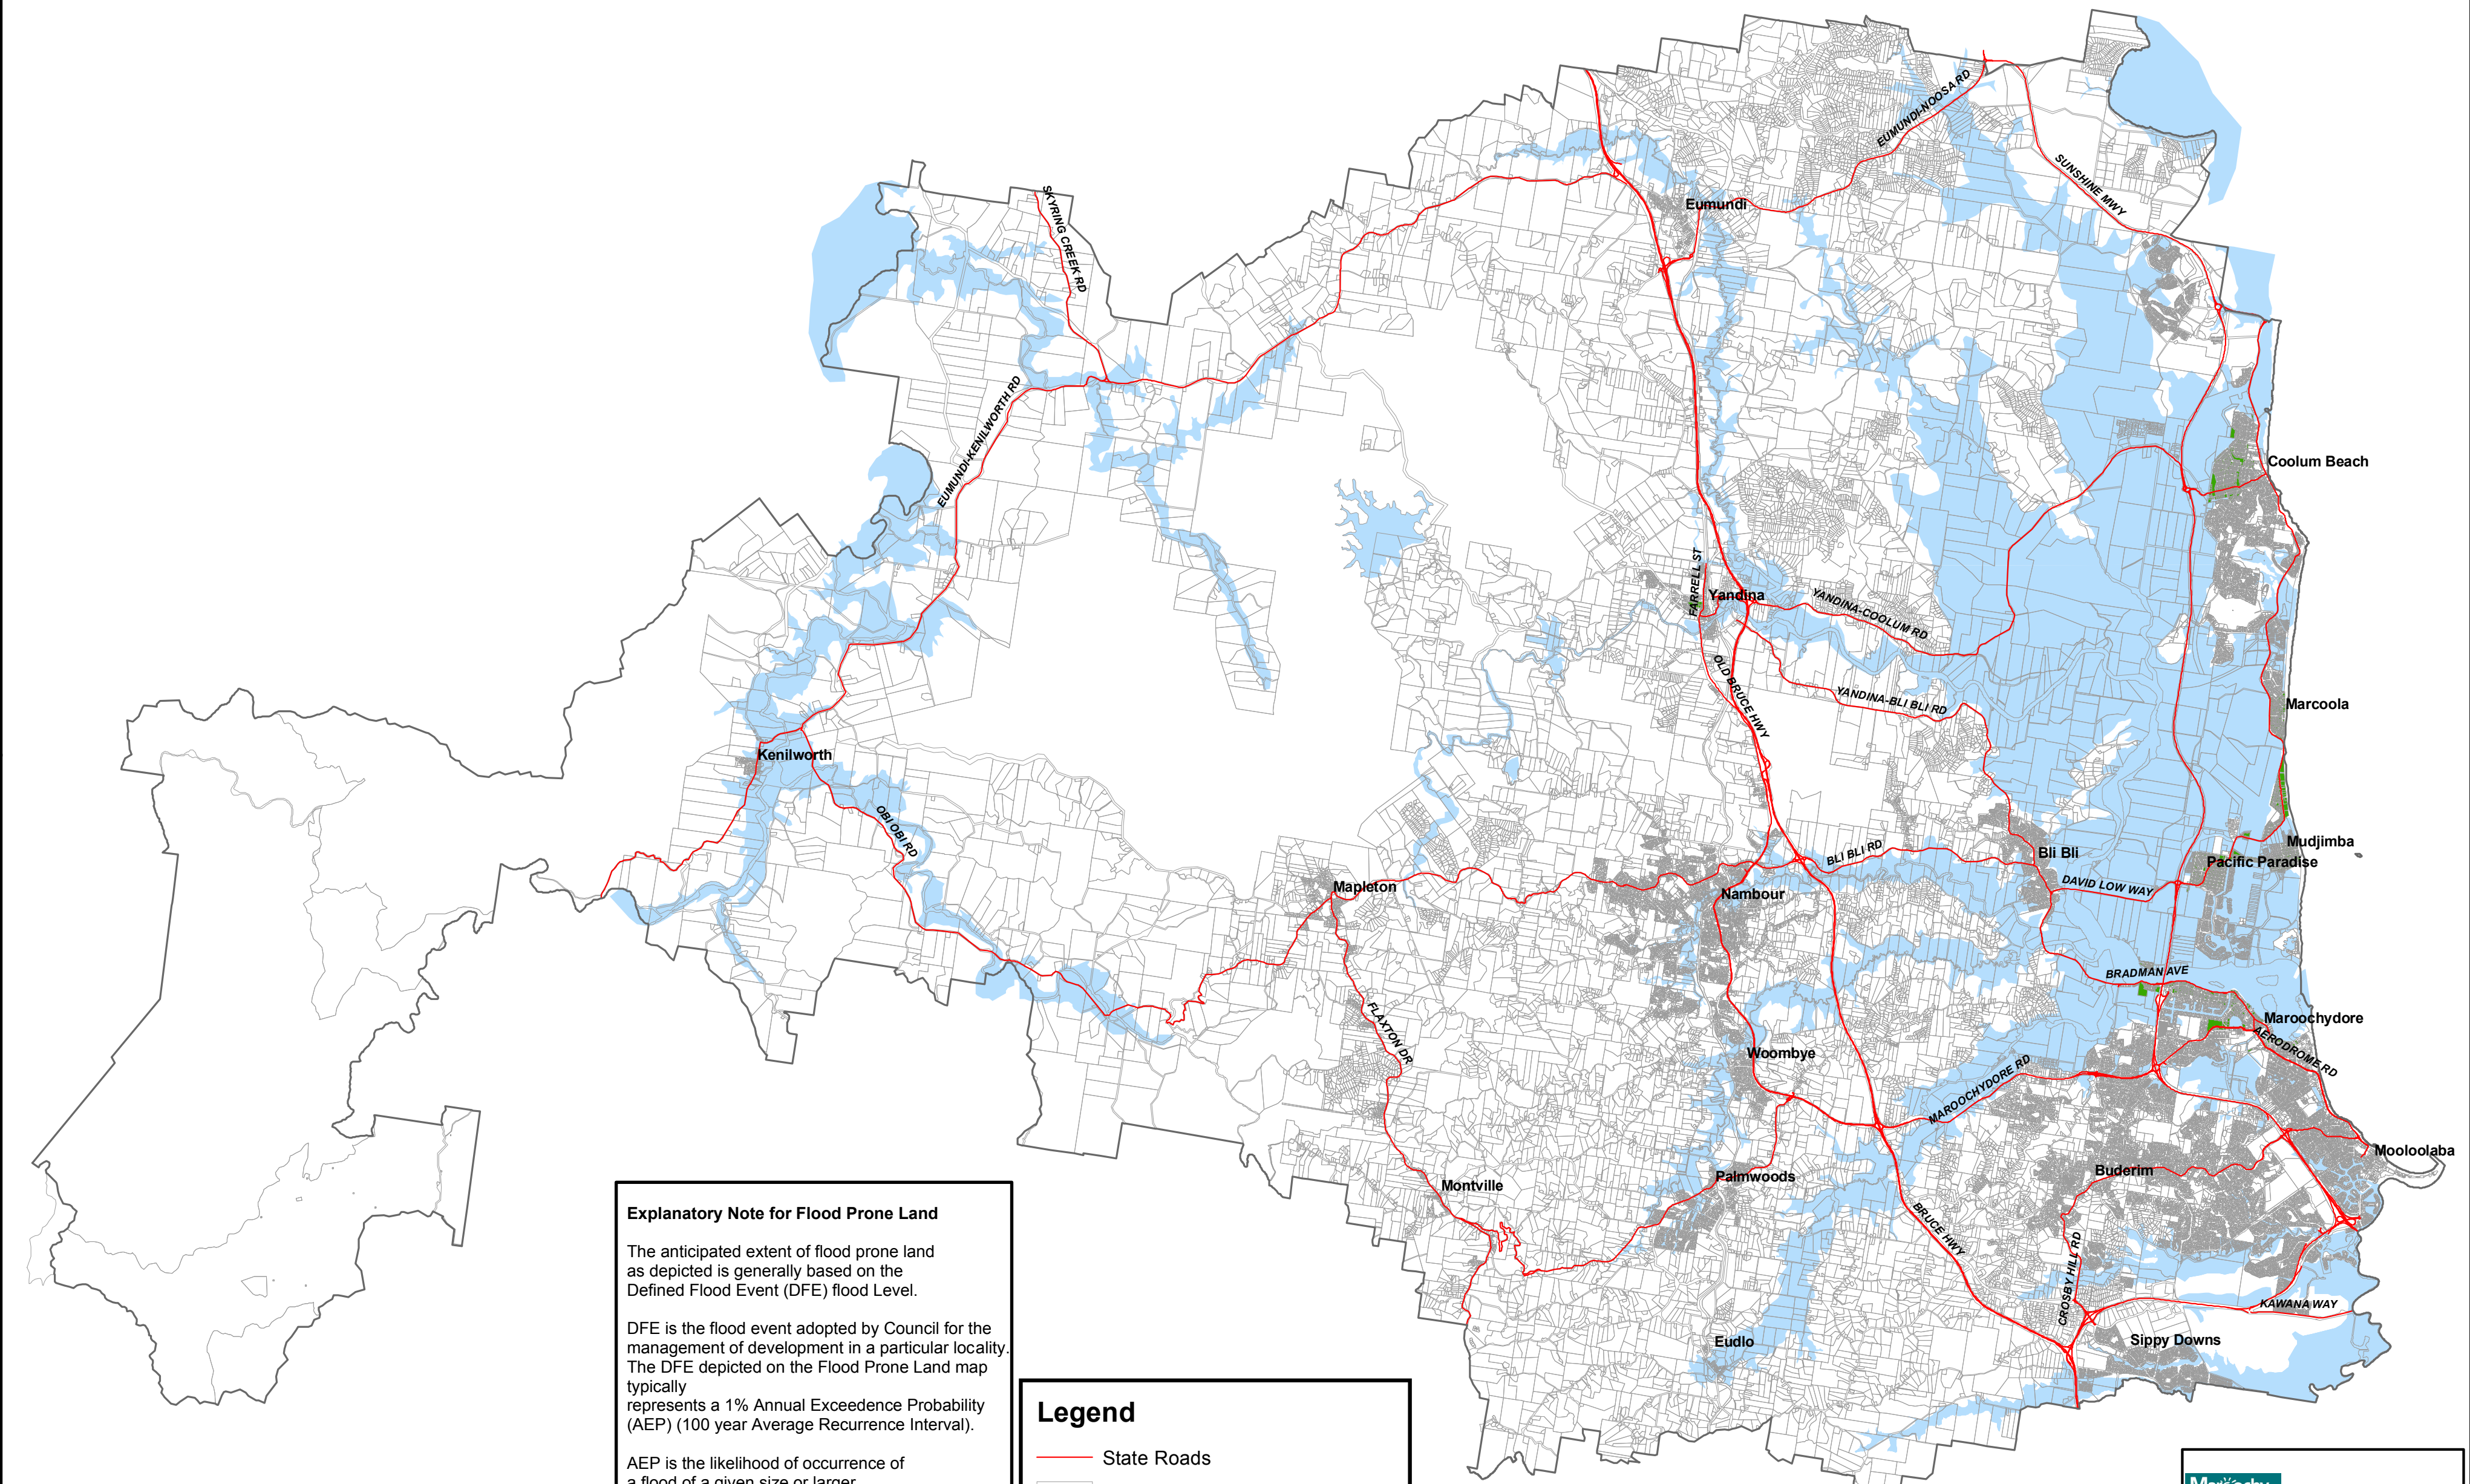 EUMUNDI-NOOSA RD
SUNSHINE MWY
SKYRING CREEK RD
Eumundi
EUMUNDI-KENILWORTH RD
Coolum Beach
FARRELL ST
Yandina
YANDINA-COOLUM RD
OLD BRUCE HWY
YANDINA-BLI BLI RD
Marcoola
Kenilworth
OBI OBI RD
Mudjimba
BLI BLI RD
Bli Bli
Pacific Paradise
Mapleton
Nambour
DAVID LOW WAY
BRADMAN AVE
FLAXTON DR
Maroochydore
AERODROME RD
Woombye
MAROOCHYDORE RD
Mooloolaba
Buderim
Palmwoods
Montville
BRUCE HWY
CROSBY HILL RD
KAWANA WAY
Eudlo
Sippy Downs
Explanatory Note for Flood Prone Land
The anticipated extent of flood prone land
as depicted is generally based on the
Defined Flood Event (DFE) flood Level.
DFE is the flood event adopted by Council for the
management of development in a particular locality.
The DFE depicted on the Flood Prone Land map
typically
represents a 1% Annual Exceedence Probability
(AEP) (100 year Average Recurrence Interval).
AEP is the likelihood of occurrence of
a flood of a given size or larger
Legend
State Roads